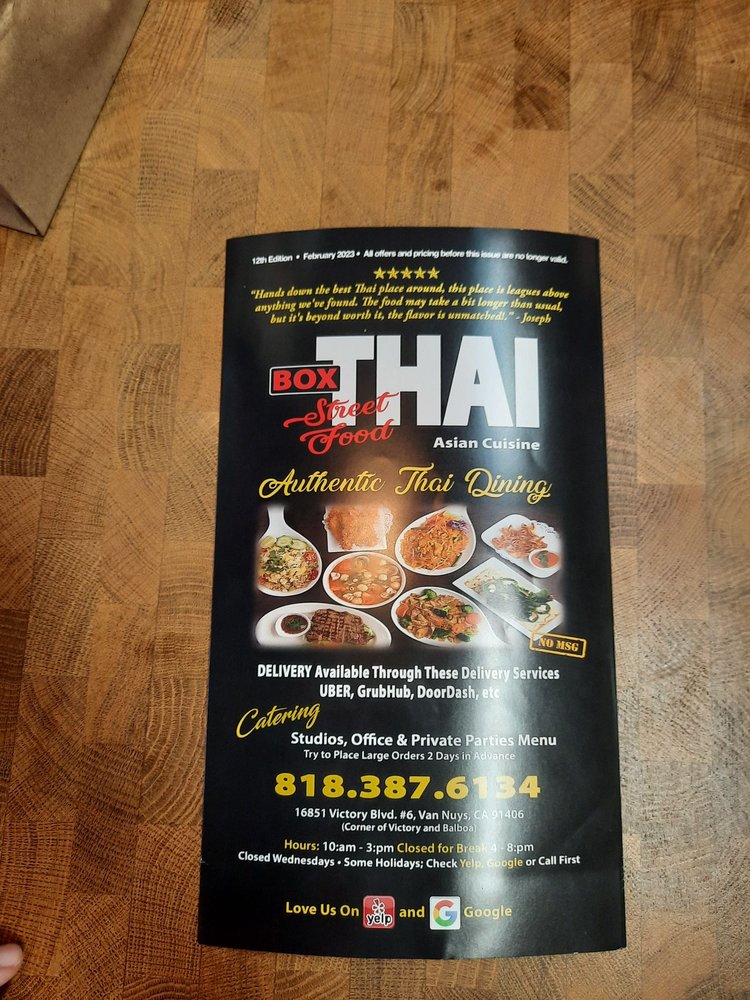 12th Edition • February 2023 • All offers and pricing before this issue are no longer valid.
"Hands down the best Thai place around, this place is leagues above
anything we've found. The food may take a bit longer than usual,
but it's beyond worth it, the flavor is unmatched!." - Joseph
BOX THAI
Street
Food
Asian Cuisine
Authentic Thai Dining
NO MSG
DELIVERY Available Through These Delivery Services
UBER, GrubHub, DoorDash, etc
Catering
Studios, Office & Private Parties Menu
Try to Place Large Orders 2 Days in Advance
818.387.6134
16851 Victory Blvd. #6, Van Nuys, CA 91406
(Corner of Victory and Balboa)
Hours: 10:am - 3:pm Closed for Break 4 - 8:pm
Closed Wednesdays • Some Holidays; Check Yelp, Google or Call First
Love Us On yelp and G Google